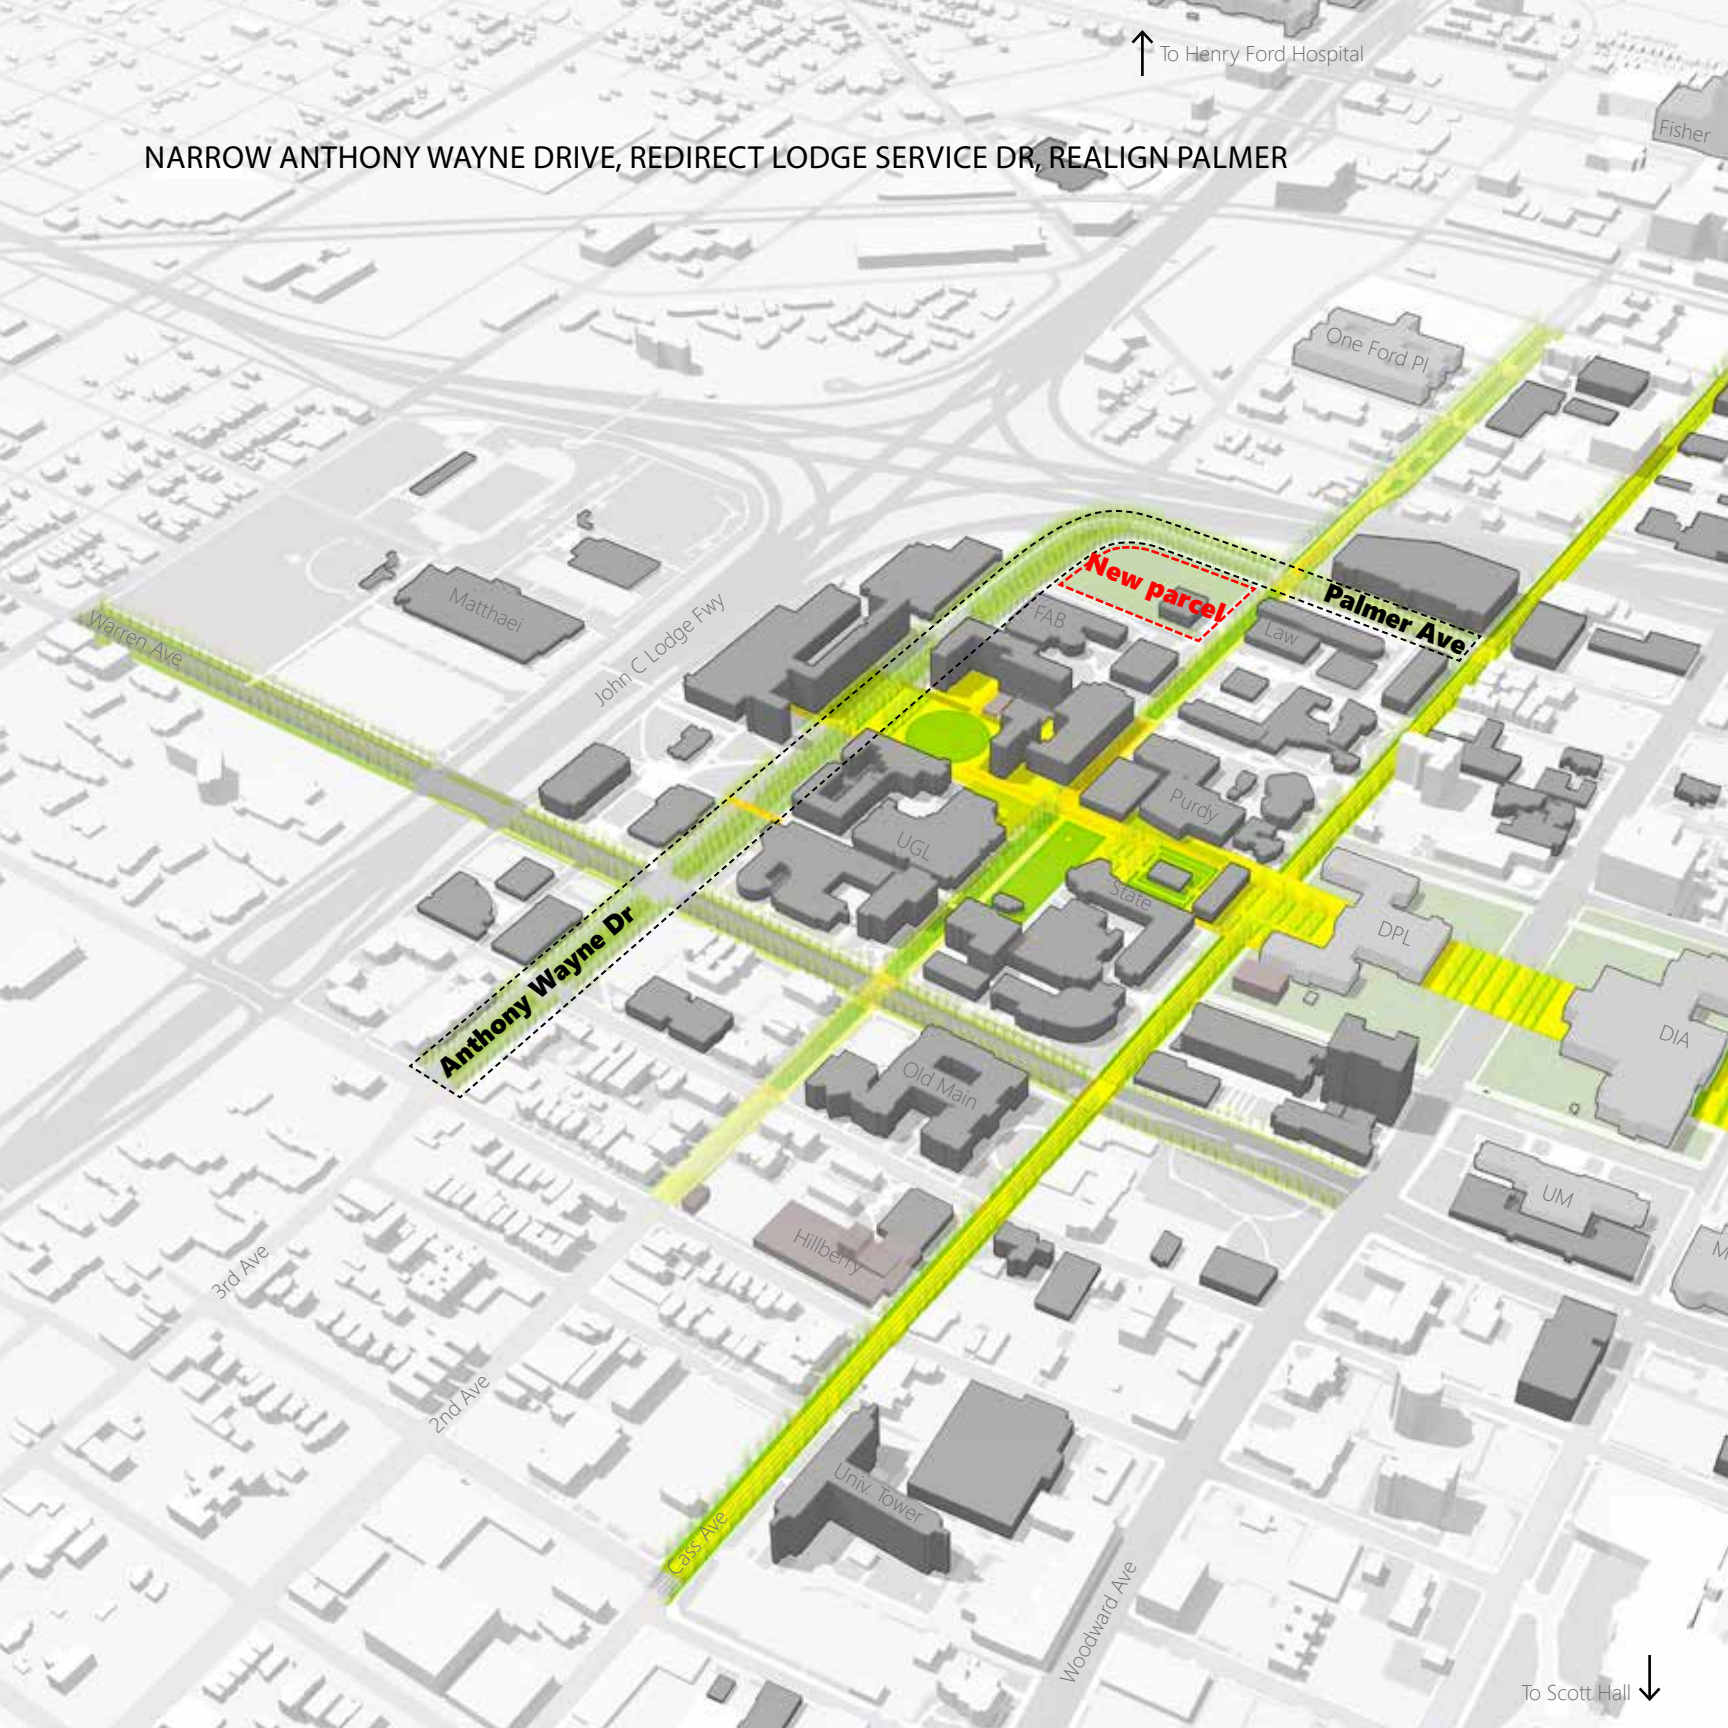 To Henry Ford Hospital
Fisher
NARROW ANTHONY WAYNE DRIVE, REDIRECT LODGE SERVICE DR, REALIGN PALMER
One Ford Pl
New parcel
Palmer Ave
Matthaei
Warren Ave
John C Lodge Fwy
FAB
Law
Purdy
UGL
State
DPL
Anthony Wayne Dr
DIA
Old Main
UM
M
Hillberry
3rd Ave
2nd Ave
Univ. Tower
Cass Ave
Woodward Ave
To Scott Hall